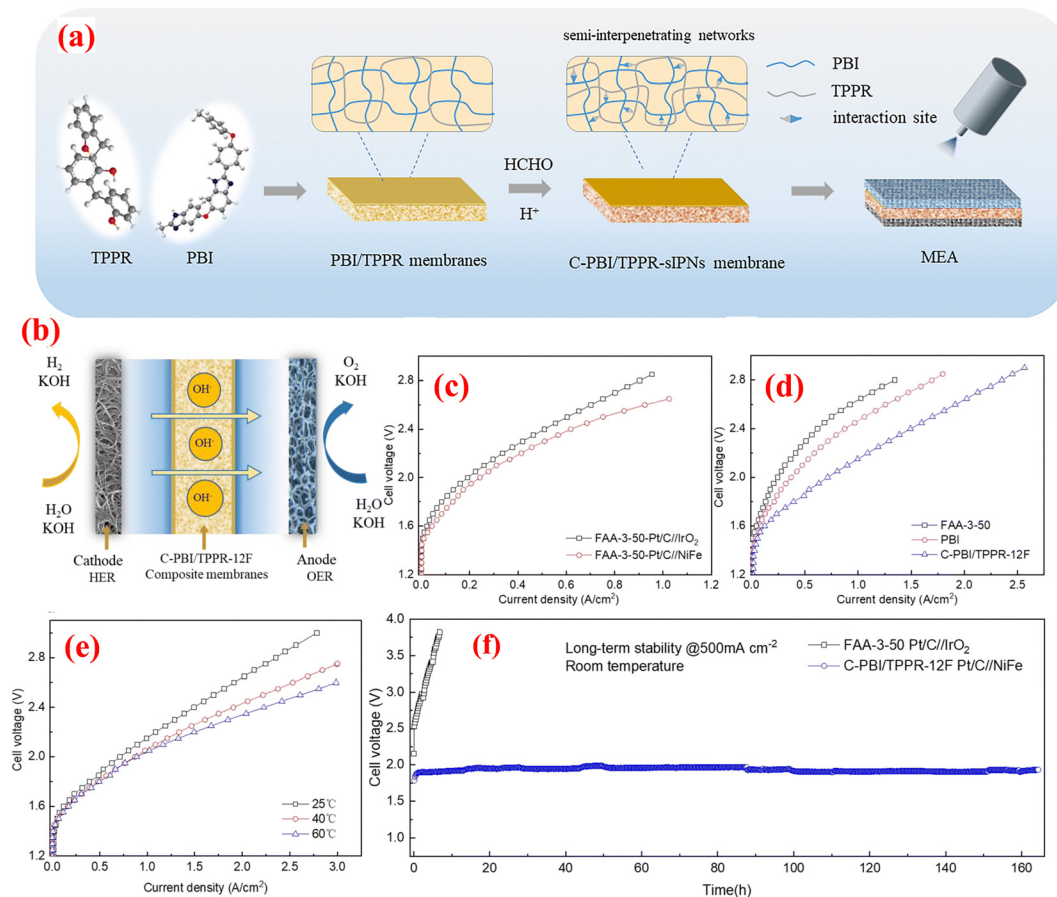 (a)
semi-interpenetrating networks
PBI
TPPR
interaction site
HCHO
H⁺
TPPR
PBI
PBI/TPPR membranes
C-PBI/TPPR-sIPNs membrane
MEA
(b)
H₂
KOH
O₂
KOH
OH⁻
OH⁻
OH⁻
H₂O
KOH
H₂O
KOH
Cathode
HER
C-PBI/TPPR-12F
Composite membranes
Anode
OER
(c)
Cell voltage (V)
2.8
2.4
2.0
1.6
1.2
FAA-3-50-Pt/C//IrO₂
FAA-3-50-Pt/C//NiFe
0.0 0.2 0.4 0.6 0.8 1.0 1.2
Current density (A/cm²)
(d)
Cell voltage (V)
2.8
2.4
2.0
1.6
1.2
FAA-3-50
PBI
C-PBI/TPPR-12F
0.0 0.5 1.0 1.5 2.0 2.5
Current density (A/cm²)
(e)
Cell voltage (V)
2.8
2.4
2.0
1.6
1.2
25℃
40℃
60℃
0.0 0.5 1.0 1.5 2.0 2.5 3.0
Current density (A/cm²)
(f)
Cell voltage (V)
4.0
3.5
3.0
2.5
2.0
1.5
1.0
Long-term stability @500mA cm⁻²
Room temperature
FAA-3-50 Pt/C//IrO₂
C-PBI/TPPR-12F Pt/C//NiFe
0 20 40 60 80 100 120 140 160
Time(h)